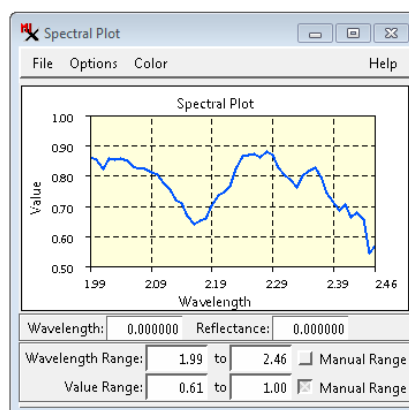 Spectral Plot
File Options Color Help
Spectral Plot
1.00
0.90
0.80
0.70
0.60
0.50
Value
1.99 2.09 2.19 2.29 2.39 2.46
Wavelength
Wavelength: 0.000000 Reflectance: 0.000000
Wavelength Range: 1.99 to 2.46 Manual Range
Value Range: 0.61 to 1.00 Manual Range